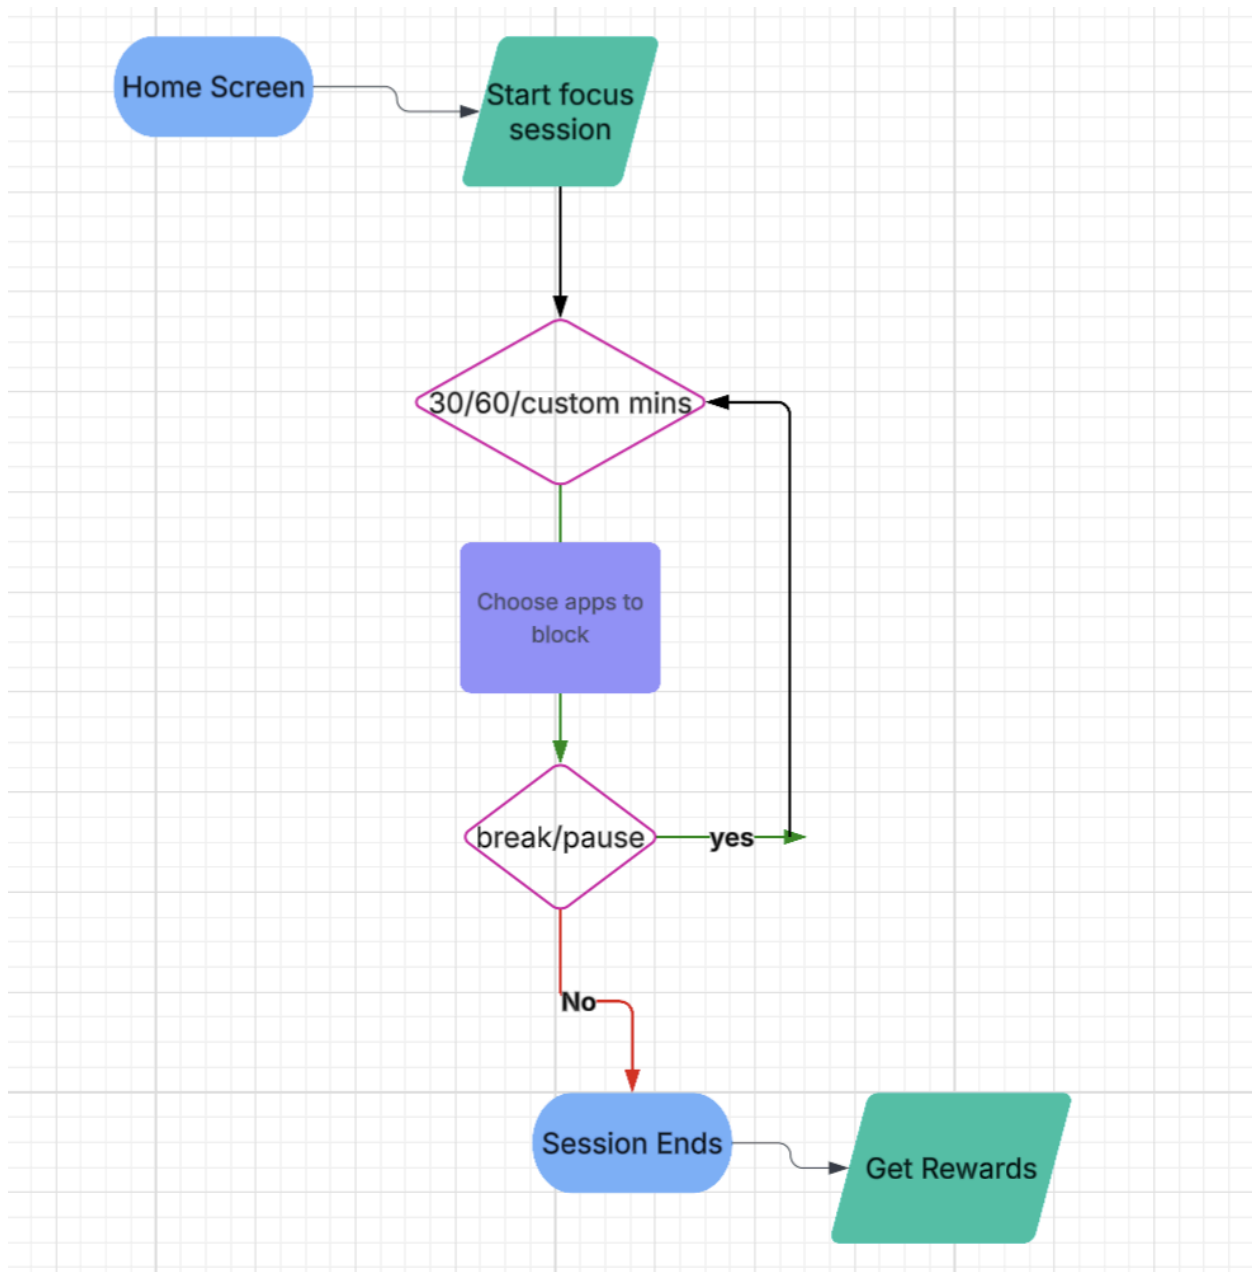 Home Screen
Start focus
session
30/60/custom mins
Choose apps to
block
break/pause
yes
No
Session Ends
Get Rewards